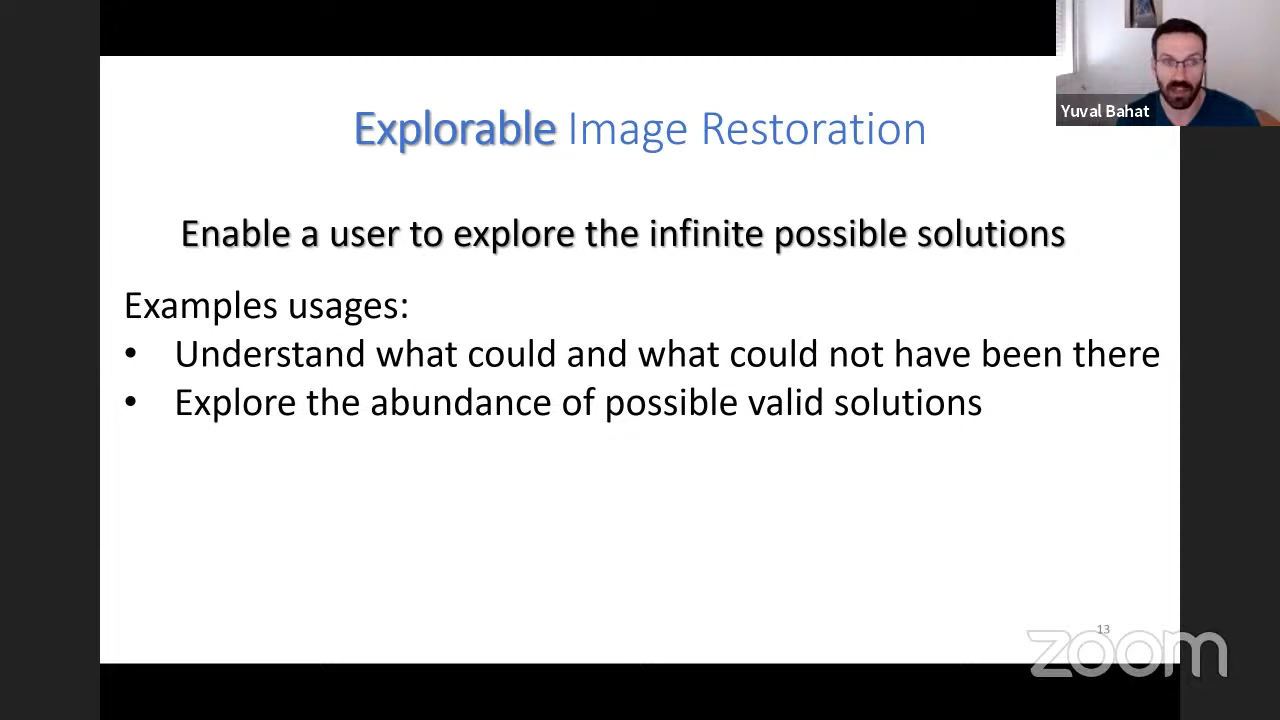 Explorable Image Restoration
Yuval Bahat
Enable a user to explore the infinite possible solutions
Examples usages:
• Understand what could and what could not have been there
• Explore the abundance of possible valid solutions
13
zoom